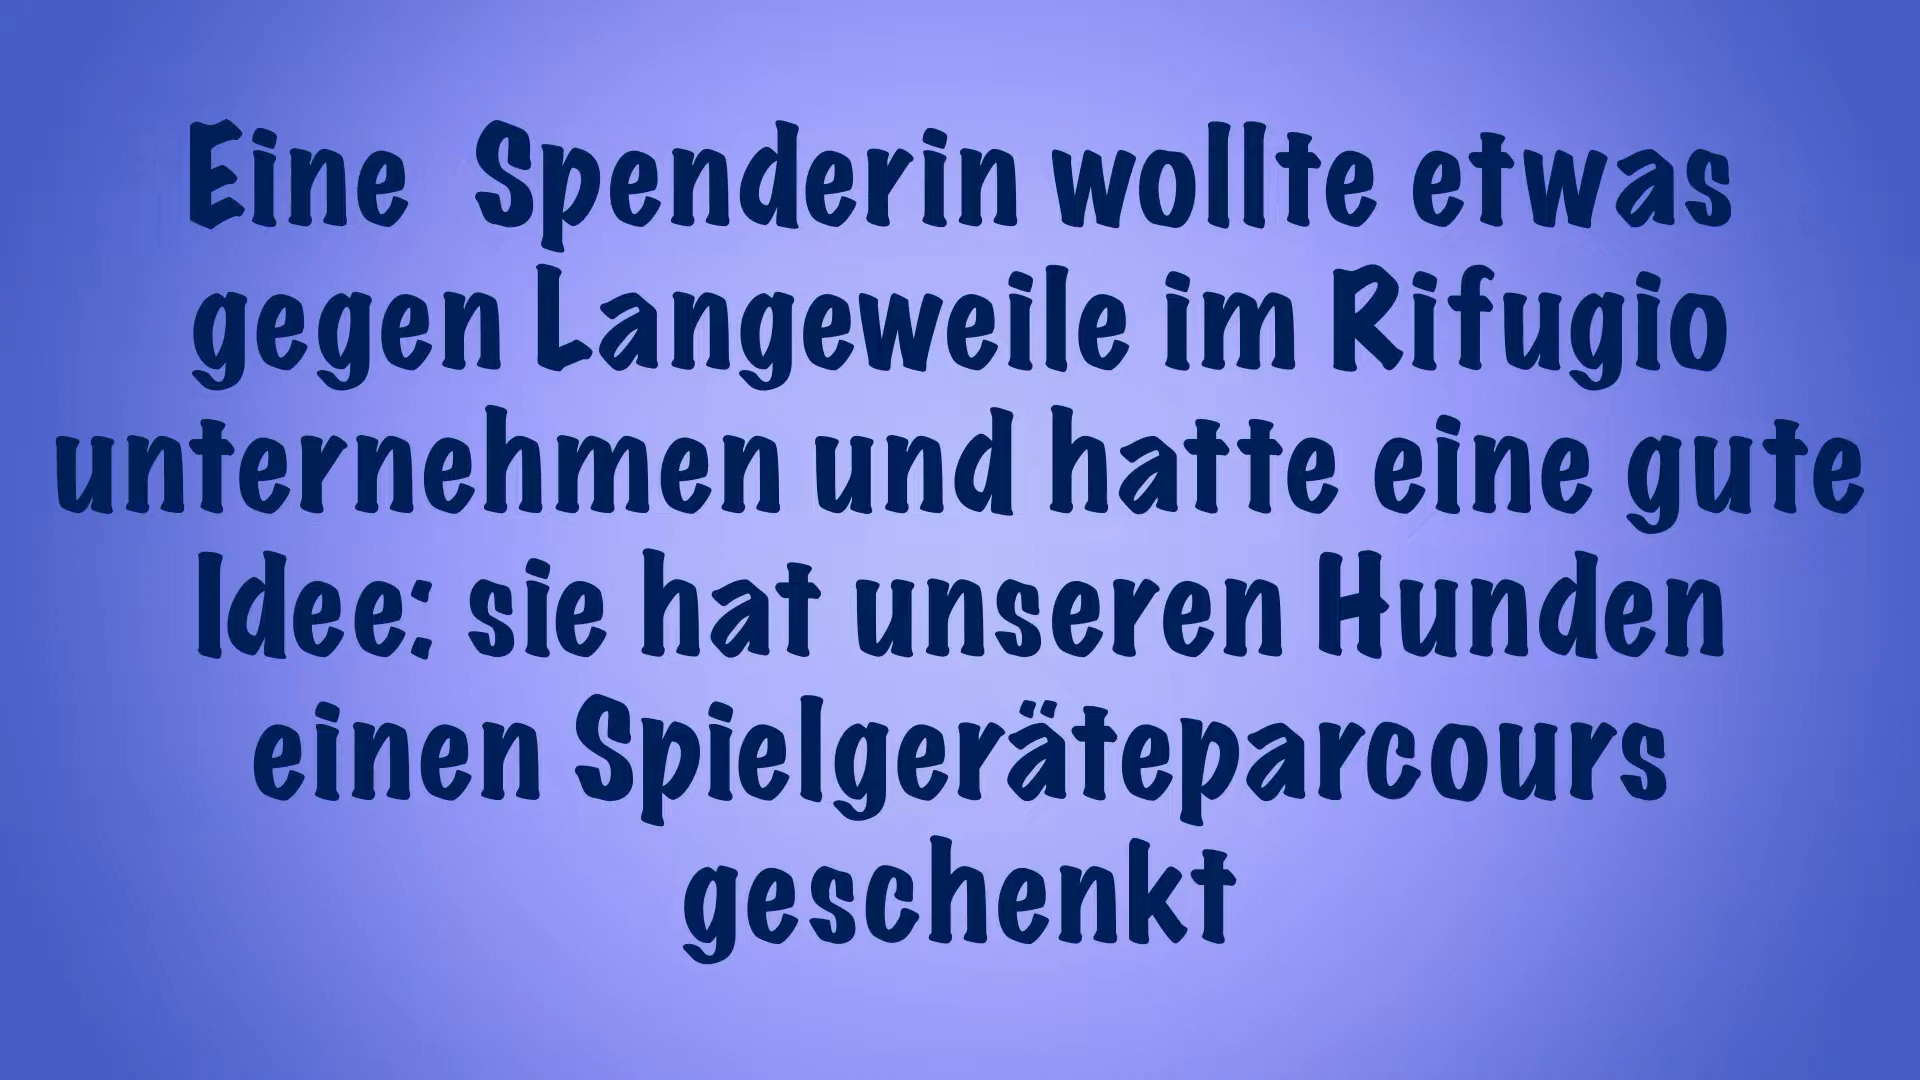 Eine  Spenderin wollte etwas
gegen Langeweile im Rifugio
unternehmen und hatte eine gute
Idee: sie hat unseren Hunden
einen Spielgeräteparcours
geschenkt